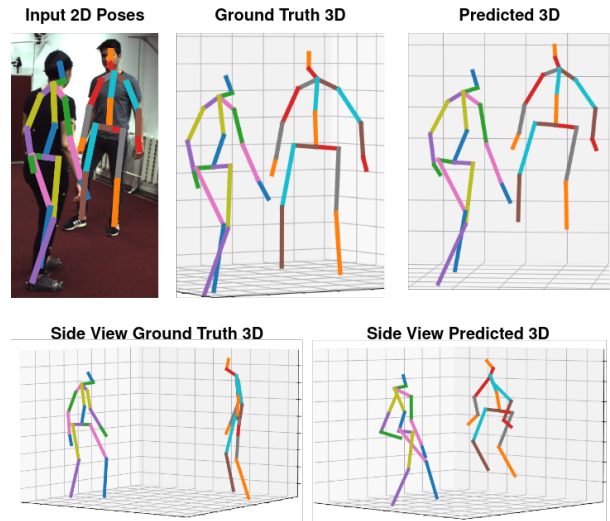 Input 2D Poses
Ground Truth 3D
Predicted 3D
Side View Ground Truth 3D
Side View Predicted 3D